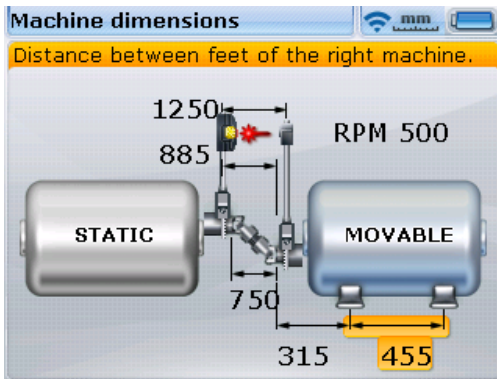 Machine dimensions mm
Distance between feet of the right machine.
1250
RPM 500
885
STATIC
MOVABLE
750
315
455